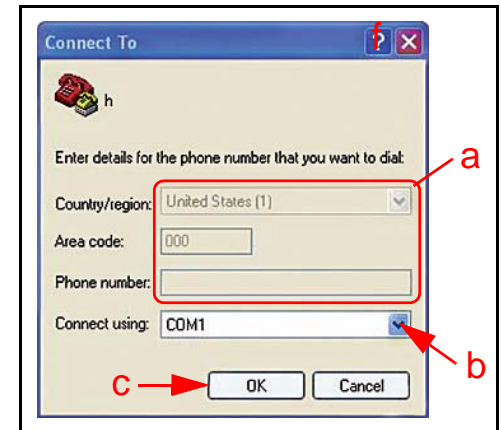 Connect To f ?
h
Enter details for the phone number that you want to dial:
a
Country/region: United States (1)
Area code: 000
Phone number:
Connect using: COM1
b
c OK Cancel